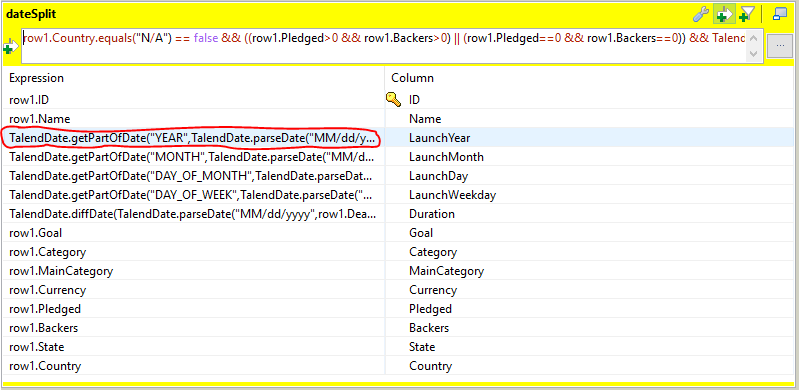 dateSplit
row1.Country.equals("N/A") == false && ((row1.Pledged>0 && row1.Backers>0) || (row1.Pledged==0 && row1.Backers==0)) && Talend
...
Expression Column
row1.ID ID
row1.Name Name
TalendDate.getPartOfDate("YEAR",TalendDate.parseDate("MM/dd/y... LaunchYear
TalendDate.getPartOfDate("MONTH",TalendDate.parseDate("MM/d... LaunchMonth
TalendDate.getPartOfDate("DAY_OF_MONTH",TalendDate.parseDat... LaunchDay
TalendDate.getPartOfDate("DAY_OF_WEEK",TalendDate.parseDate("... LaunchWeekday
TalendDate.diffDate(TalendDate.parseDate("MM/dd/yyyy",row1.Dea... Duration
row1.Goal Goal
row1.Category Category
row1.MainCategory MainCategory
row1.Currency Currency
row1.Pledged Pledged
row1.Backers Backers
row1.State State
row1.Country Country